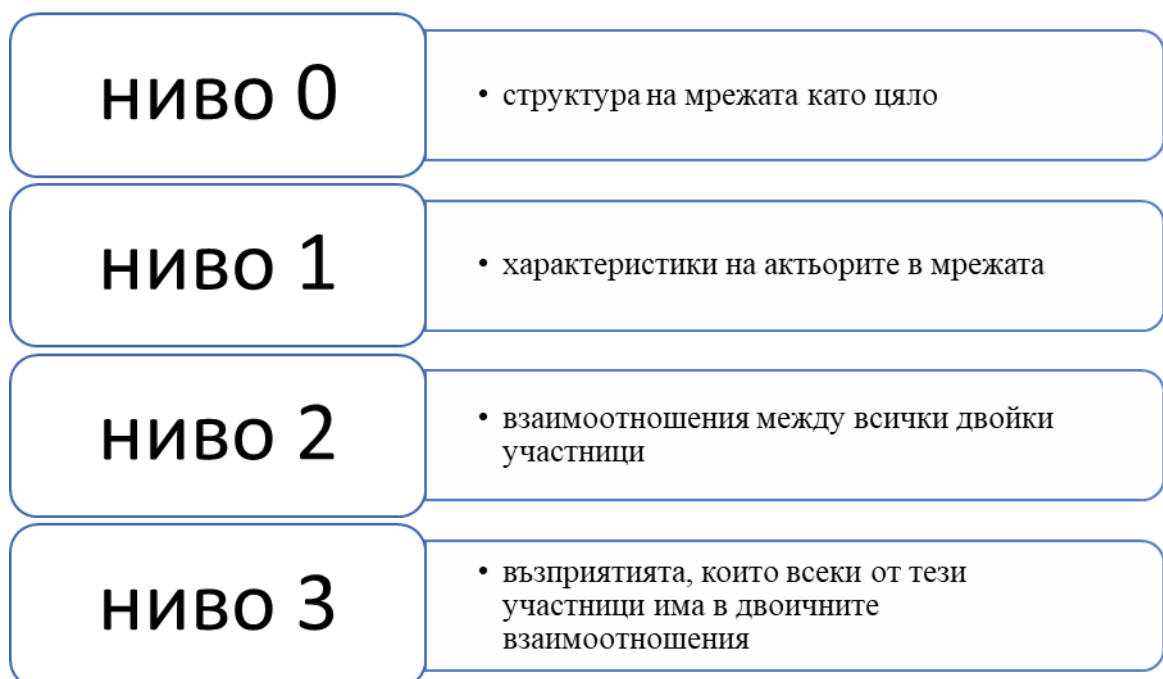 ниво 0
• структура на мрежата като цяло
ниво 1
• характеристики на актьорите в мрежата
ниво 2
• взаимоотношения между всички двойки
участници
ниво 3
• възприятията, които всеки от тези
участници има в двоичните
взаимоотношения